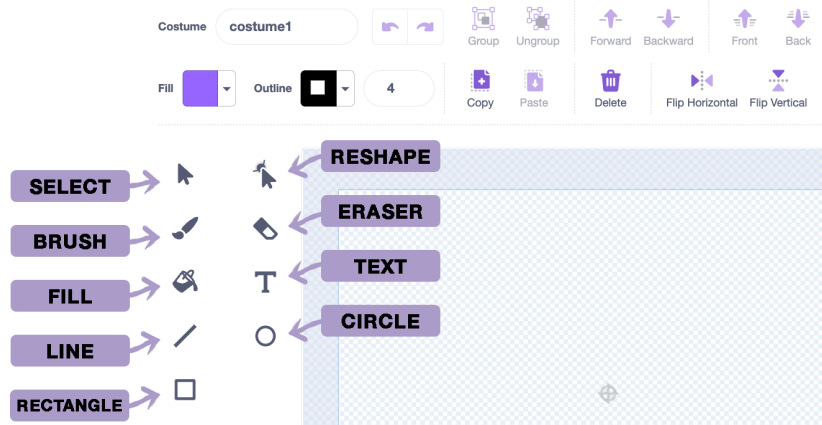 Costume
costume1
Group
Ungroup
Forward
Backward
Front
Back
Fill
Outline
4
Copy
Paste
Delete
Flip Horizontal
Flip Vertical
SELECT
RESHAPE
BRUSH
ERASER
FILL
T
TEXT
LINE
CIRCLE
RECTANGLE